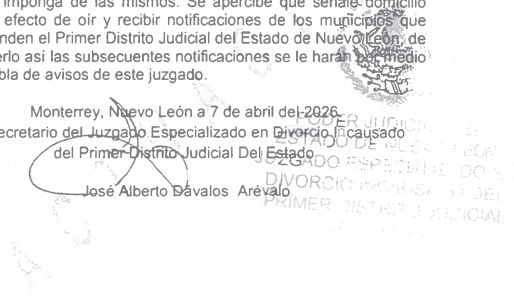 imponga de las mismos. Se apercibe que señale domicilio
efecto de oír y recibir notificaciones de los municipios que
nden el Primer Distrito Judicial del Estado de Nuevo León, de
erlo asi las subsecuentes notificaciones se le harán por medio
bla de avisos de este juzgado.
Monterrey, Nuevo León a 7 de abril del 2026
ecretario del Juzgado Especializado en Divorcio Incausado
del Primer Distrito Judicial Del Estado
José Alberto Dávalos Arévalo
PODER JUDICIAL
ESTADO DE NUEVO LEÓN
JUZGADO ESPECIALIZADO
DIVORCIO INCAUSADO DEL
PRIMER DISTRITO JUDICIAL